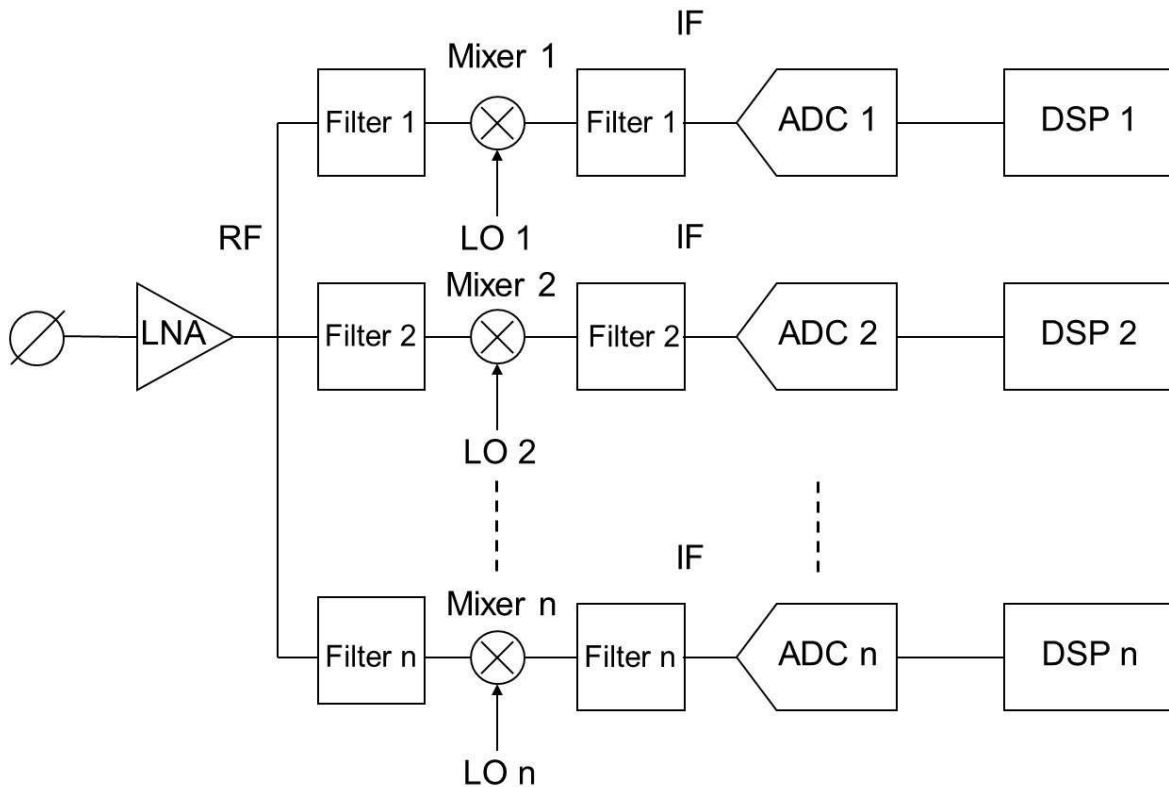 IF
Mixer 1
Filter 1
Filter 1
ADC 1
DSP 1
LO 1
RF
IF
Mixer 2
LNA
Filter 2
Filter 2
ADC 2
DSP 2
LO 2
IF
Mixer n
Filter n
Filter n
ADC n
DSP n
LO n